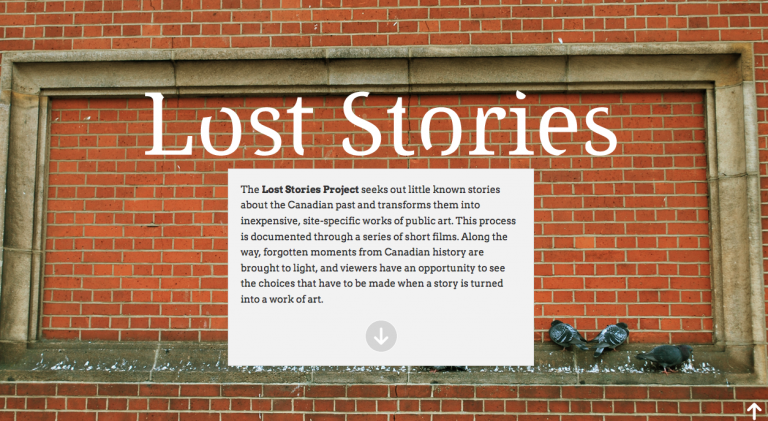 Lost Stories
The Lost Stories Project seeks out little known stories
about the Canadian past and transforms them into
inexpensive, site-specific works of public art. This process
is documented through a series of short films. Along the
way, forgotten moments from Canadian history are
brought to light, and viewers have an opportunity to see
the choices that have to be made when a story is turned
into a work of art.